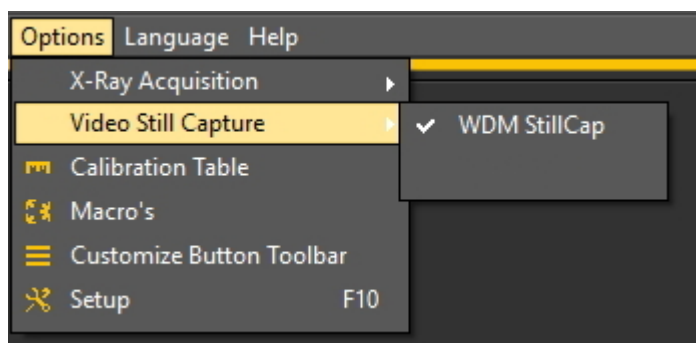 Options Language Help
X-Ray Acquisition
Video Still Capture
WDM StillCap
Calibration Table
Macro's
Customize Button Toolbar
Setup F10